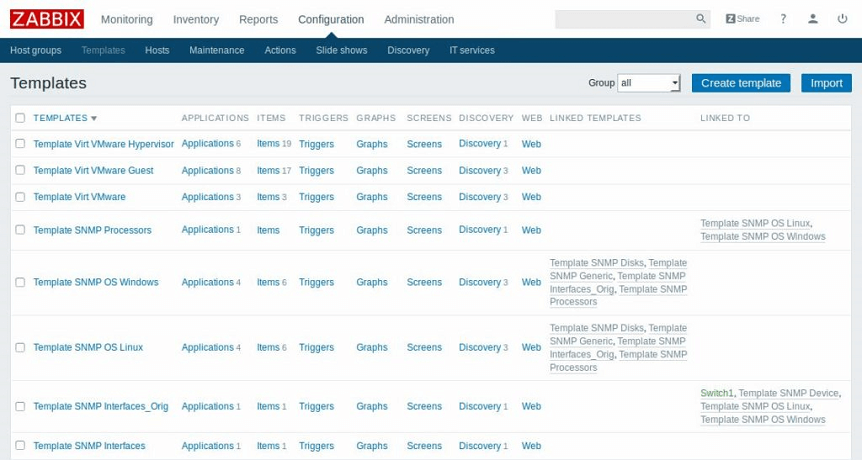 ZABBIX Monitoring Inventory Reports Configuration Administration Z Share ?
Host groups Templates Hosts Maintenance Actions Slide shows Discovery IT services
Templates Group all Create template Import
TEMPLATES APPLICATIONS ITEMS TRIGGERS GRAPHS SCREENS DISCOVERY WEB LINKED TEMPLATES LINKED TO
Template Virt VMware Hypervisor Applications 6 Items 19 Triggers Graphs Screens Discovery 1 Web
Template Virt VMware Guest Applications 8 Items 17 Triggers Graphs Screens Discovery 3 Web
Template Virt VMware Applications 3 Items 3 Triggers Graphs Screens Discovery 3 Web
Template SNMP Processors Applications 1 Items Triggers Graphs Screens Discovery 1 Web Template SNMP OS Linux,
Template SNMP OS Windows
Template SNMP OS Windows Applications 4 Items 6 Triggers Graphs Screens Discovery 3 Web Template SNMP Disks, Template
SNMP Generic, Template SNMP
Interfaces_Orig, Template SNMP
Processors
Template SNMP OS Linux Applications 4 Items 6 Triggers Graphs Screens Discovery 3 Web Template SNMP Disks, Template
SNMP Generic, Template SNMP
Interfaces_Orig, Template SNMP
Processors
Template SNMP Interfaces_Orig Applications 1 Items 1 Triggers Graphs Screens Discovery 1 Web Switch1, Template SNMP Device,
Template SNMP OS Linux,
Template SNMP OS Windows
Template SNMP Interfaces Applications 1 Items 1 Triggers Graphs Screens Discovery 1 Web